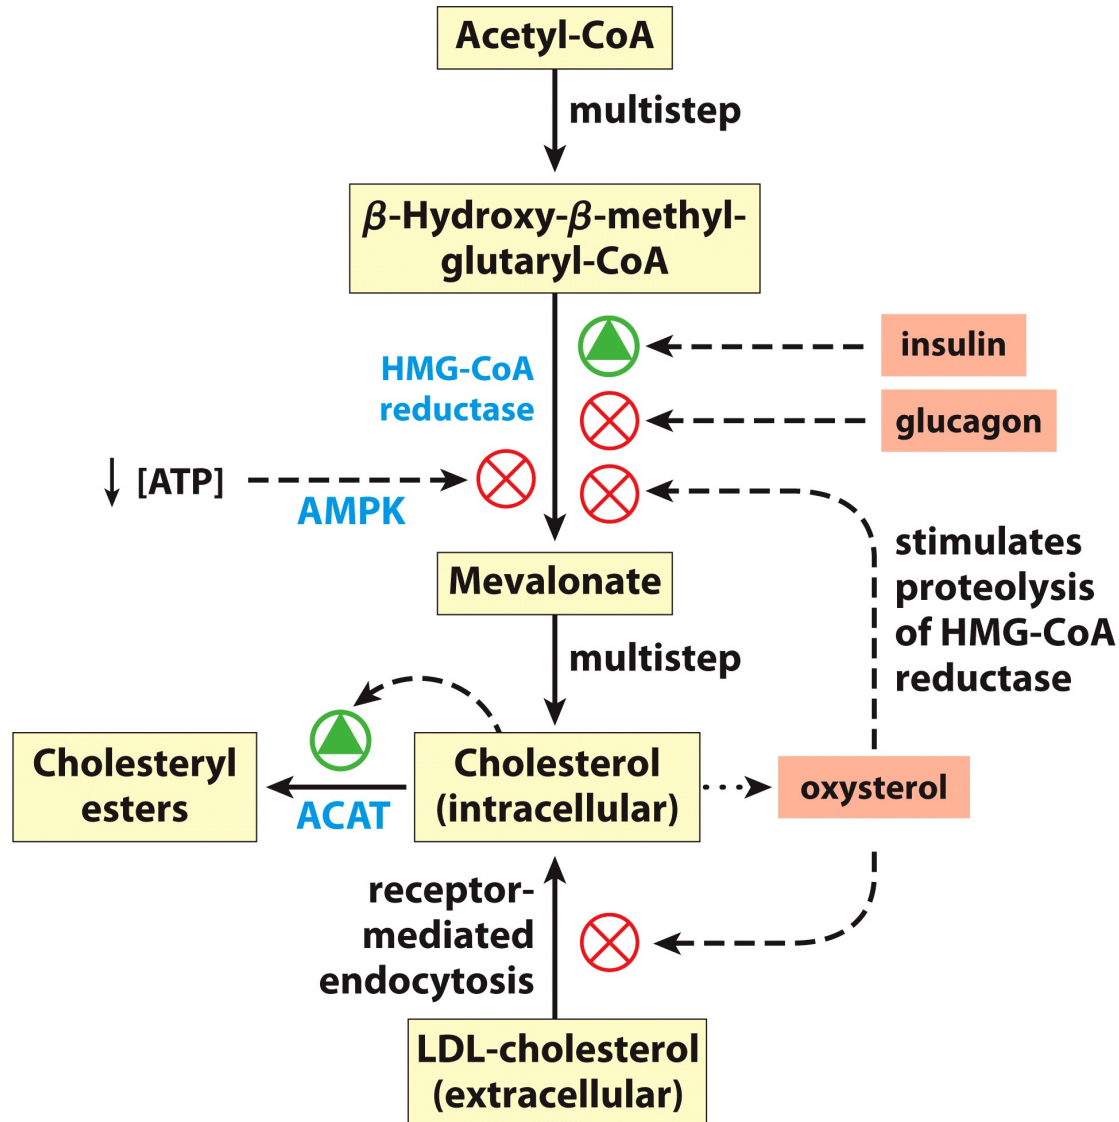 Acetyl-CoA
multistep
β-Hydroxy-β-methyl-
glutaryl-CoA
HMG-CoA
reductase
insulin
glucagon
↓ [ATP]
AMPK
stimulates
proteolysis
of HMG-CoA
reductase
Mevalonate
multistep
Cholesteryl
esters
ACAT
Cholesterol
(intracellular)
oxysterol
receptor-
mediated
endocytosis
LDL-cholesterol
(extracellular)